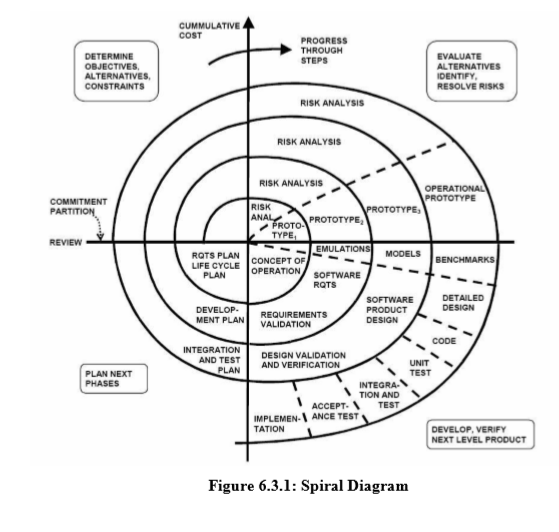 CUMMULATIVE
COST
PROGRESS
THROUGH
STEPS
DETERMINE
OBJECTIVES,
ALTERNATIVES,
CONSTRAINTS
EVALUATE
ALTERNATIVES
IDENTIFY,
RESOLVE RISKS
RISK ANALYSIS
RISK ANALYSIS
RISK ANALYSIS
RISK
ANAL.
PROTO-
TYPE1
PROTOTYPE2
PROTOTYPE3
OPERATIONAL
PROTOTYPE
COMMITMENT
PARTITION
REVIEW
EMULATIONS
MODELS
BENCHMARKS
RQTS PLAN
LIFE CYCLE
PLAN
CONCEPT OF
OPERATION
SOFTWARE
RQTS
SOFTWARE
PRODUCT
DESIGN
DETAILED
DESIGN
DEVELOP-
MENT PLAN
REQUIREMENTS
VALIDATION
CODE
INTEGRATION
AND TEST
PLAN
DESIGN VALIDATION
AND VERIFICATION
UNIT
TEST
INTEGRA-
TION AND
TEST
ACCEPT-
ANCE TEST
IMPLEMEN-
TATION
PLAN NEXT
PHASES
DEVELOP, VERIFY
NEXT LEVEL PRODUCT
Figure 6.3.1: Spiral Diagram